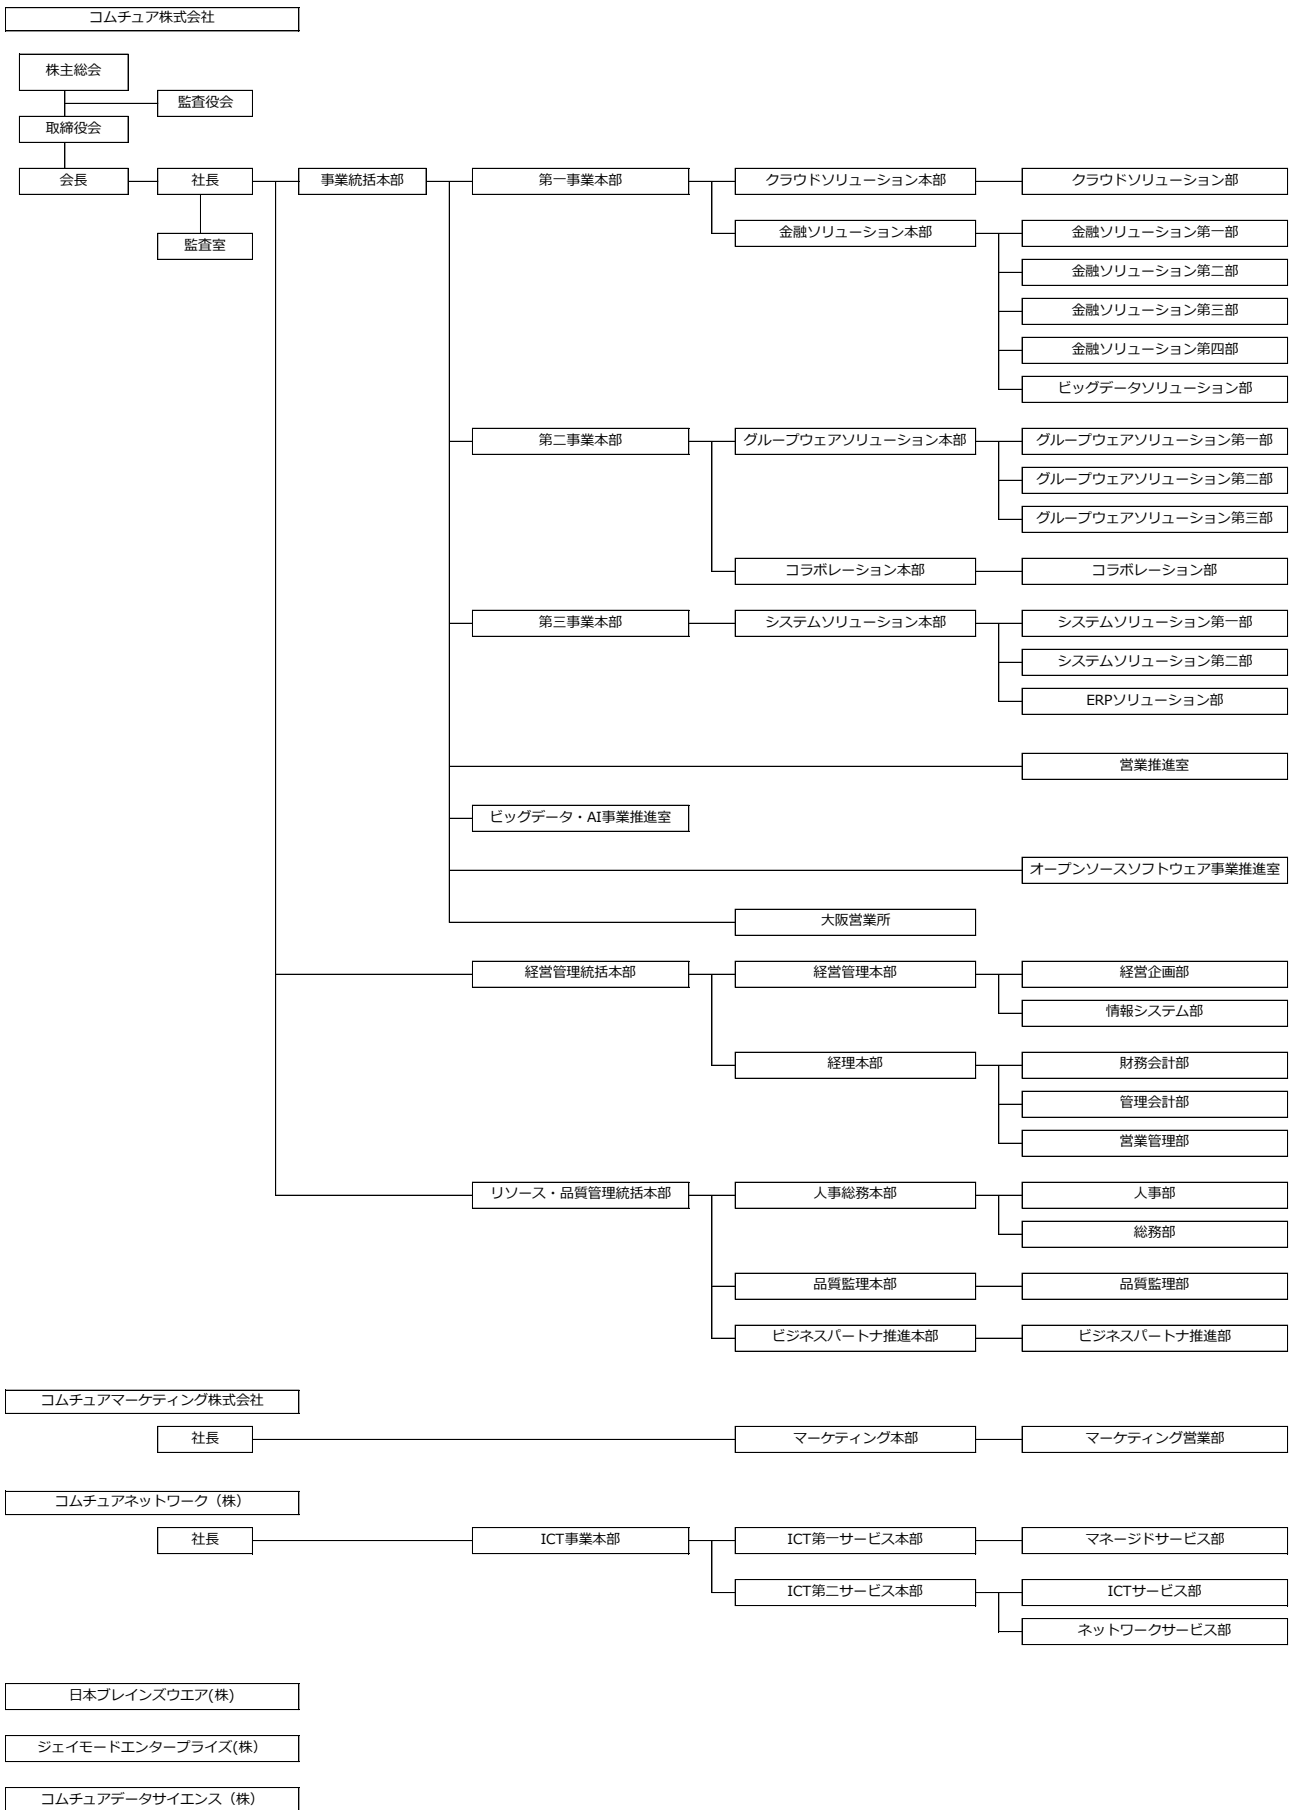 コムチュア株式会社
株主総会
監査役会
取締役会
会長 社長 事業統括本部 第一事業本部 クラウドソリューション本部 クラウドソリューション部
監査室 金融ソリューション本部 金融ソリューション第一部
金融ソリューション第二部
金融ソリューション第三部
金融ソリューション第四部
ビッグデータソリューション部
第二事業本部 グループウェアソリューション本部 グループウェアソリューション第一部
グループウェアソリューション第二部
グループウェアソリューション第三部
コラボレーション本部 コラボレーション部
第三事業本部 システムソリューション本部 システムソリューション第一部
システムソリューション第二部
ERPソリューション部
営業推進室
ビッグデータ・AI事業推進室
オープンソースソフトウェア事業推進室
大阪営業所
経営管理統括本部 経営管理本部 経営企画部
情報システム部
経理本部 財務会計部
管理会計部
営業管理部
リソース・品質管理統括本部 人事総務本部 人事部
総務部
品質監理本部 品質監理部
ビジネスパートナ推進本部 ビジネスパートナ推進部
コムチュアマーケティング株式会社
社長 マーケティング本部 マーケティング営業部
コムチュアネットワーク（株）
社長 ICT事業本部 ICT第一サービス本部 マネージドサービス部
ICT第二サービス本部 ICTサービス部
ネットワークサービス部
日本ブレインズウエア(株)
ジェイモードエンタープライズ(株）
コムチュアデータサイエンス（株）